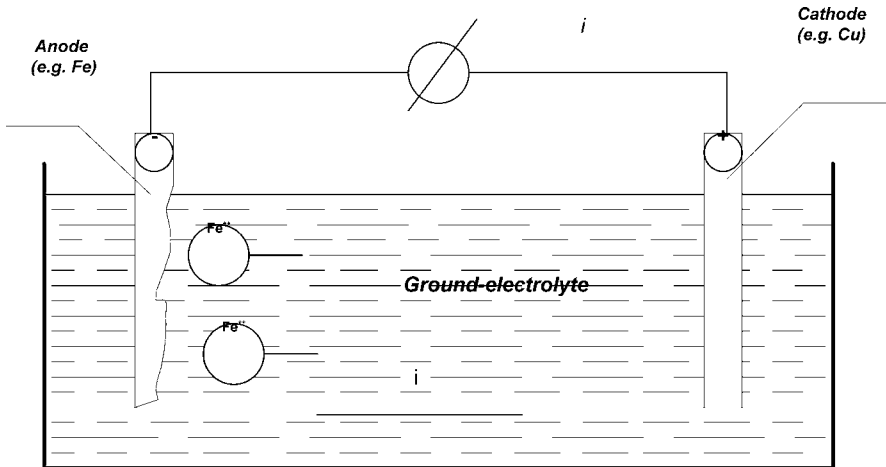 i
Cathode
(e.g. Cu)
Anode
(e.g. Fe)
-
+
Fe⁺⁺
Ground-electrolyte
Fe⁺⁺
i